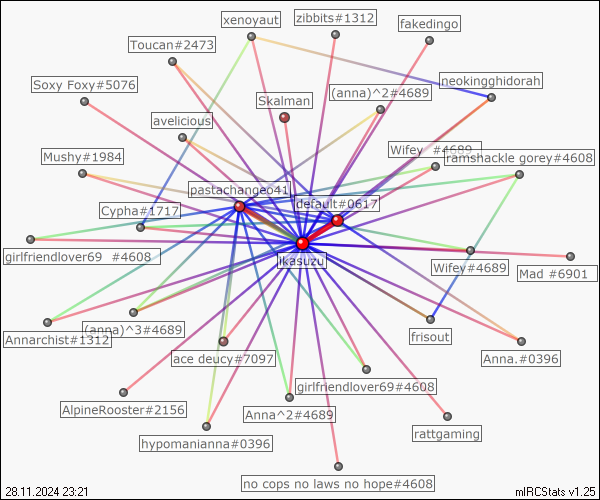 xenoyaut
zibbits#1312
fakedingo
Toucan#2473
neokingghidorah
Soxy Foxy#5076
(anna)^2#4689
Skalman
avelicious
Wifey #4689
Mushy#1984
ramshackle gorey#4608
pastachangeo41
default#0617
Cypha#1717
girlfriendlover69 #4608
ikasuzu
Wifey#4689
Mad #6901
Annarchist#1312
(anna)^3#4689
frisout
ace deucy#7097
Anna.#0396
girlfriendlover69#4608
AlpineRooster#2156
Anna^2#4689
rattgaming
hypomanianna#0396
no cops no laws no hope#4608
28.11.2024 23:21
mIRCStats v1.25